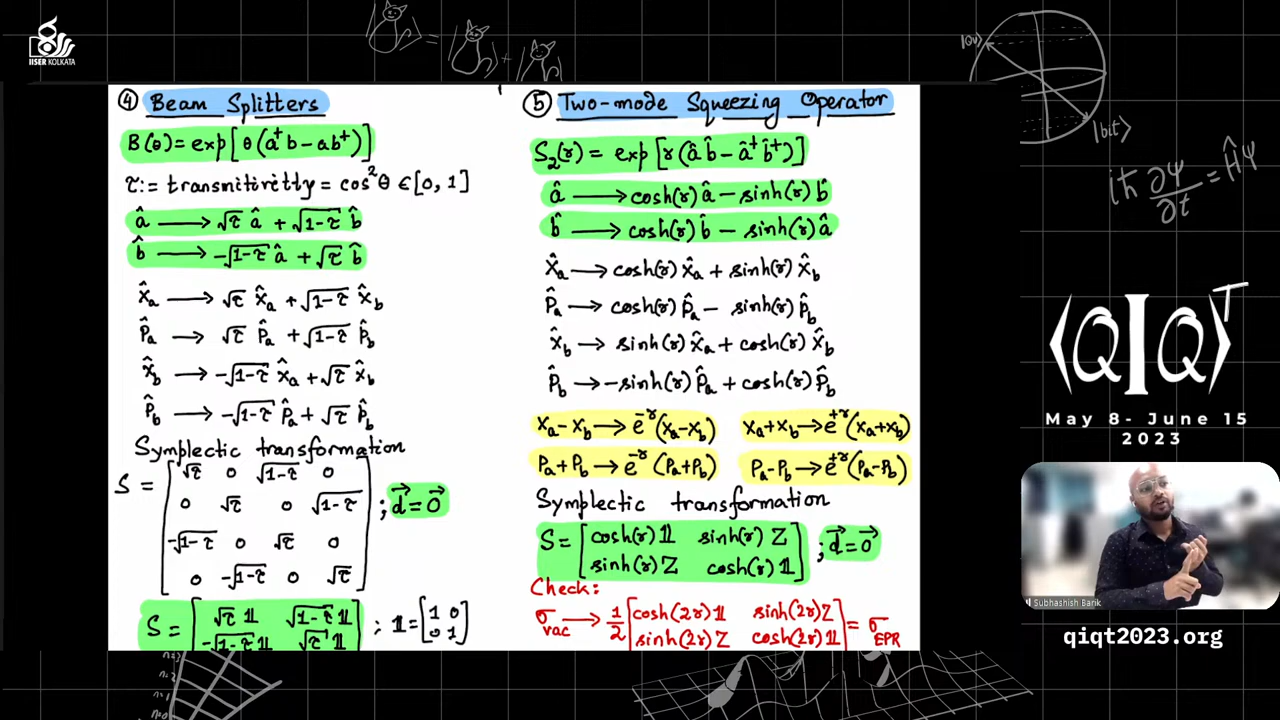 IISER KOLKATA
④ Beam Splitters
B(θ) = exp[θ(a†b − ab†)]
τ := transmitivitly = cos²θ ∈ [0, 1]
â ⟶ √τ â + √1-τ b̂
b̂ ⟶ -√1-τ â + √τ b̂
x̂a ⟶ √τ x̂a + √1-τ x̂b
p̂a ⟶ √τ p̂a + √1-τ p̂b
x̂b ⟶ -√1-τ x̂a + √τ x̂b
p̂b ⟶ -√1-τ p̂a + √τ p̂b
Symplectic transformation
S = [ √τ 0 √1-τ 0
0 √τ 0 √1-τ
-√1-τ 0 √τ 0
0 -√1-τ 0 √τ ] ; d⃗ = 0⃗
S = [ √τ 𝟙 √1-τ 𝟙
-√1-τ 𝟙 √τ 𝟙 ] ; 𝟙 = [ 1 0
0 1 ]
⑤ Two-mode Squeezing Operator
S₂(r) = exp[r(âb̂ − â†b̂†)]
â ⟶ cosh(r) â − sinh(r) b̂
b̂ ⟶ cosh(r) b̂ − sinh(r) â
x̂a ⟶ cosh(r) x̂a + sinh(r) x̂b
p̂a ⟶ cosh(r) p̂a − sinh(r) p̂b
x̂b ⟶ sinh(r) x̂a + cosh(r) x̂b
p̂b ⟶ -sinh(r) p̂a + cosh(r) p̂b
xa − xb ⟶ e⁻ʳ(xa − xb) xa + xb ⟶ e⁺ʳ(xa + xb)
pa + pb ⟶ e⁻ʳ(pa + pb) pa − pb ⟶ e⁺ʳ(pa − pb)
Symplectic transformation
S = [ cosh(r) 𝟙 sinh(r) Z
sinh(r) Z cosh(r) 𝟙 ] ; d⃗ = 0⃗
Check:
σvac ⟶ 1/2 [ cosh(2r) 𝟙 sinh(2r) Z
sinh(2r) Z cosh(2r) 𝟙 ] = σEPR
|0⟩
iħ ∂ψ/∂t = Ĥψ
⟨QIQ⟩T
May 8- June 15
2023
Subhashish Banik
qiqt2023.org
n=3
n=2
n=1
n=0